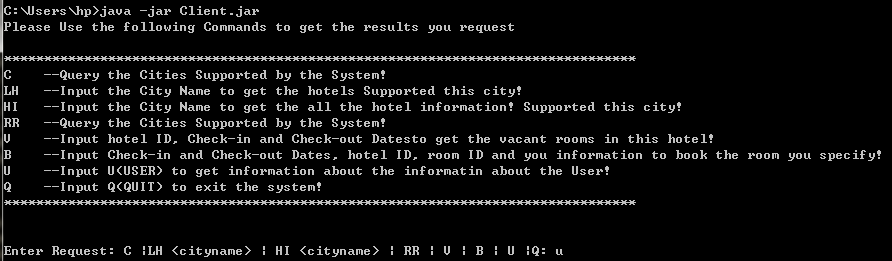 C:\Users\hp>java -jar Client.jar
Please Use the following Commands to get the results you request
*******************************************************************************
C    --Query the Cities Supported by the System!
LH   --Input the City Name to get the hotels Supported this city!
HI   --Input the City Name to get the all the hotel information! Supported this city!
RR   --Query the Cities Supported by the System!
V    --Input hotel ID, Check-in and Check-out Datesto get the vacant rooms in this hotel!
B    --Input Check-in and Check-out Dates, hotel ID, room ID and you information to book the room you specify!
U    --Input U(USER) to get information about the informatin about the User!
Q    --Input Q(QUIT) to exit the system!
*******************************************************************************
Enter Request: C |LH <cityname> | HI <cityname> | RR | V | B | U |Q: u